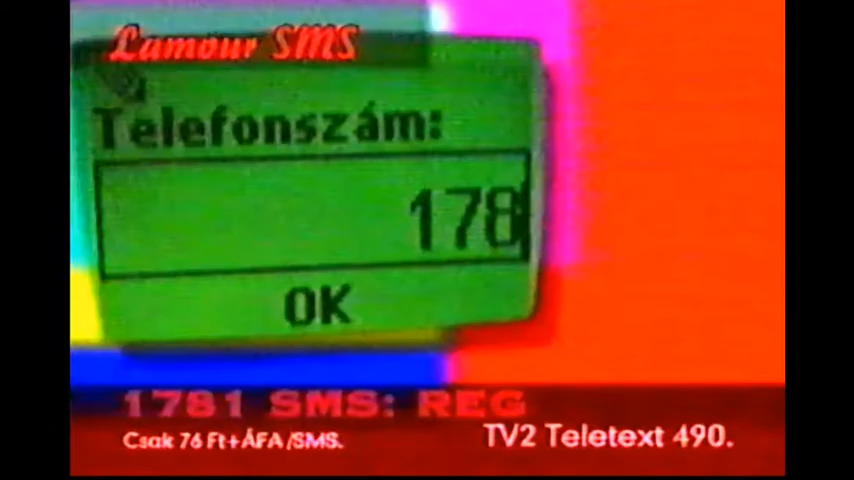 Lamour SMS
Telefonszám:
178
OK
1781 SMS: REG
Csak 76 Ft+ÁFA/SMS.
TV2 Teletext 490.